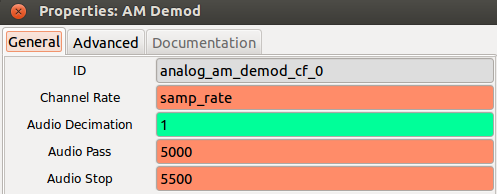 Properties: AM Demod
General Advanced Documentation
ID analog_am_demod_cf_0
Channel Rate samp_rate
Audio Decimation 1
Audio Pass 5000
Audio Stop 5500